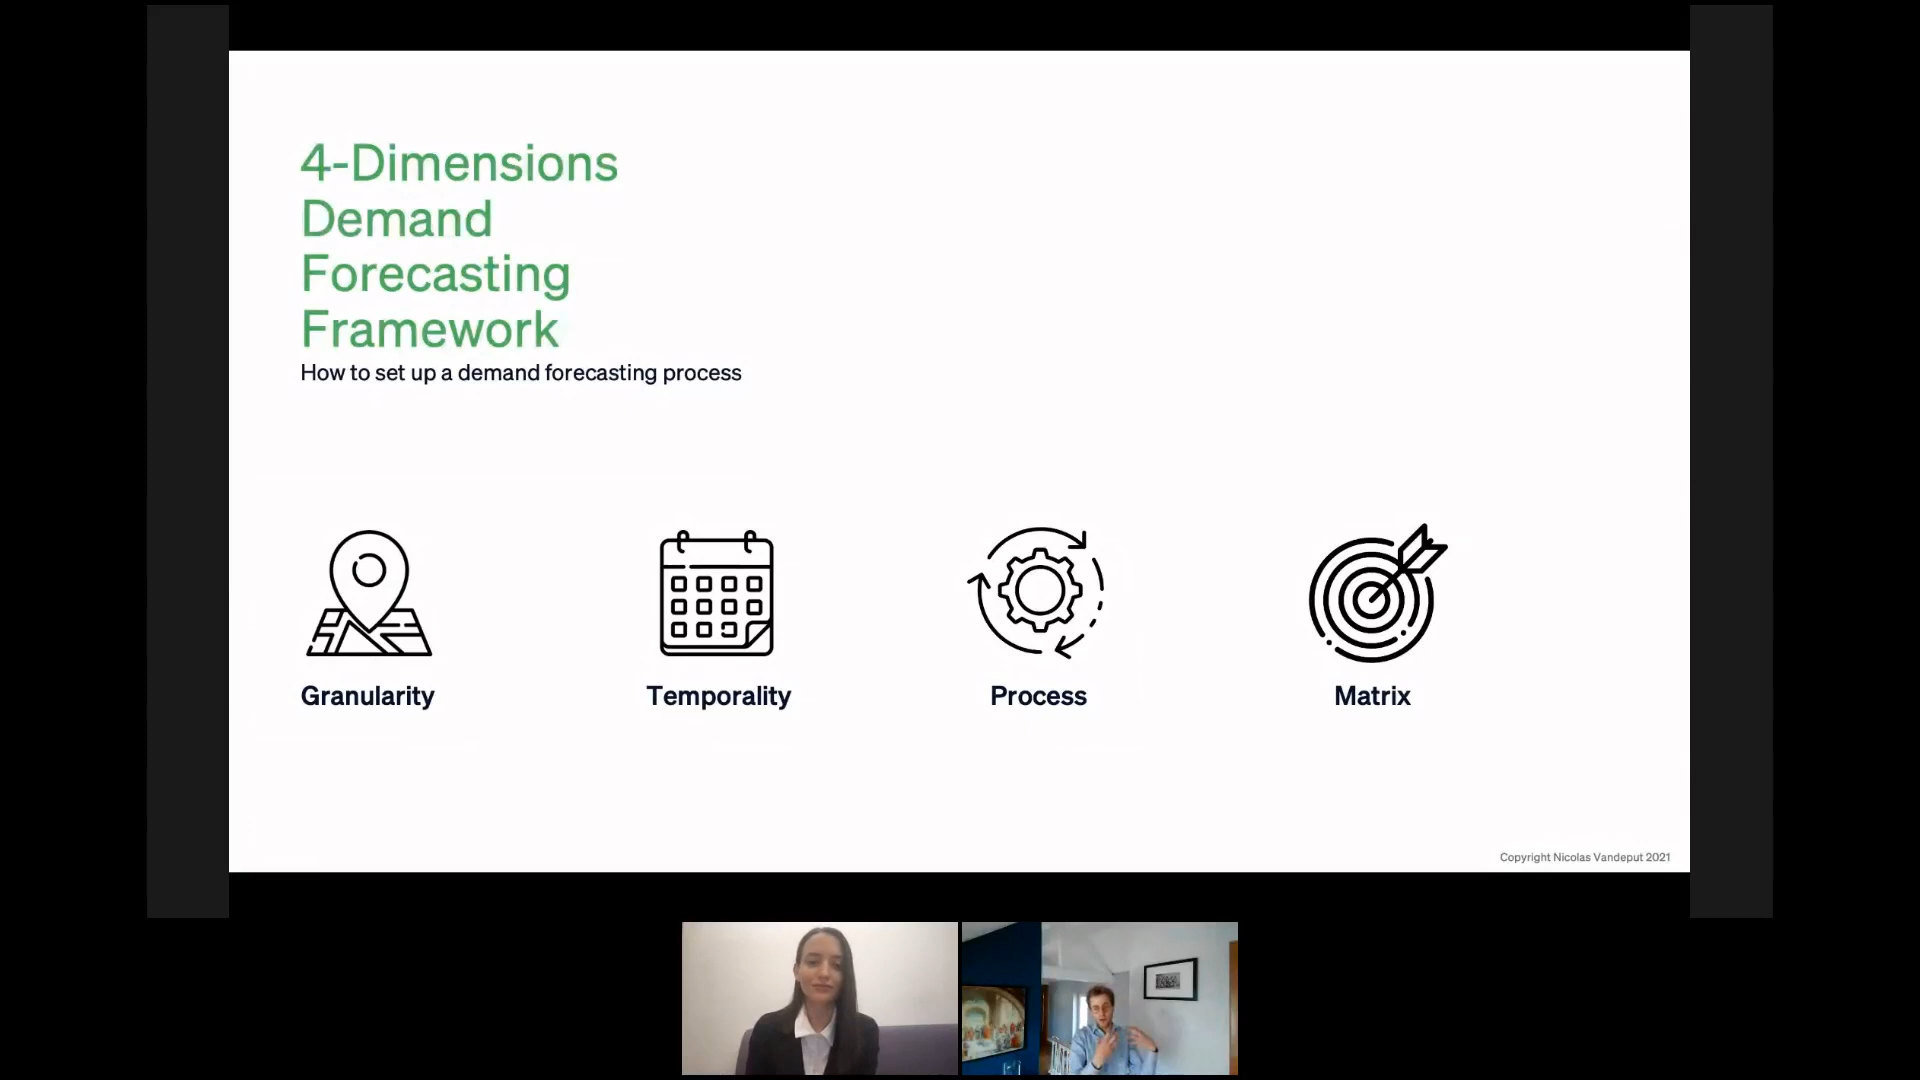 4-Dimensions
Demand
Forecasting
Framework
How to set up a demand forecasting process
Granularity
Temporality
Process
Matrix
Copyright Nicolas Vandeput 2021